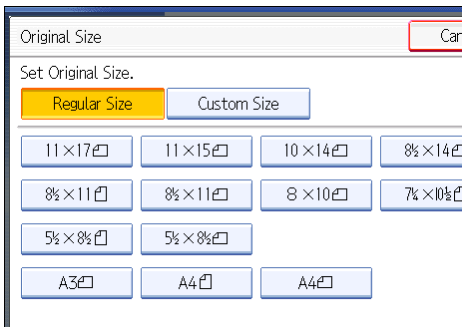 Original Size Can
Set Original Size.
Regular Size Custom Size
11×17 11×15 10×14 8½×14
8½×11 8½×11 8×10 7¼×10½
5½×8½ 5½×8½
A3 A4 A4